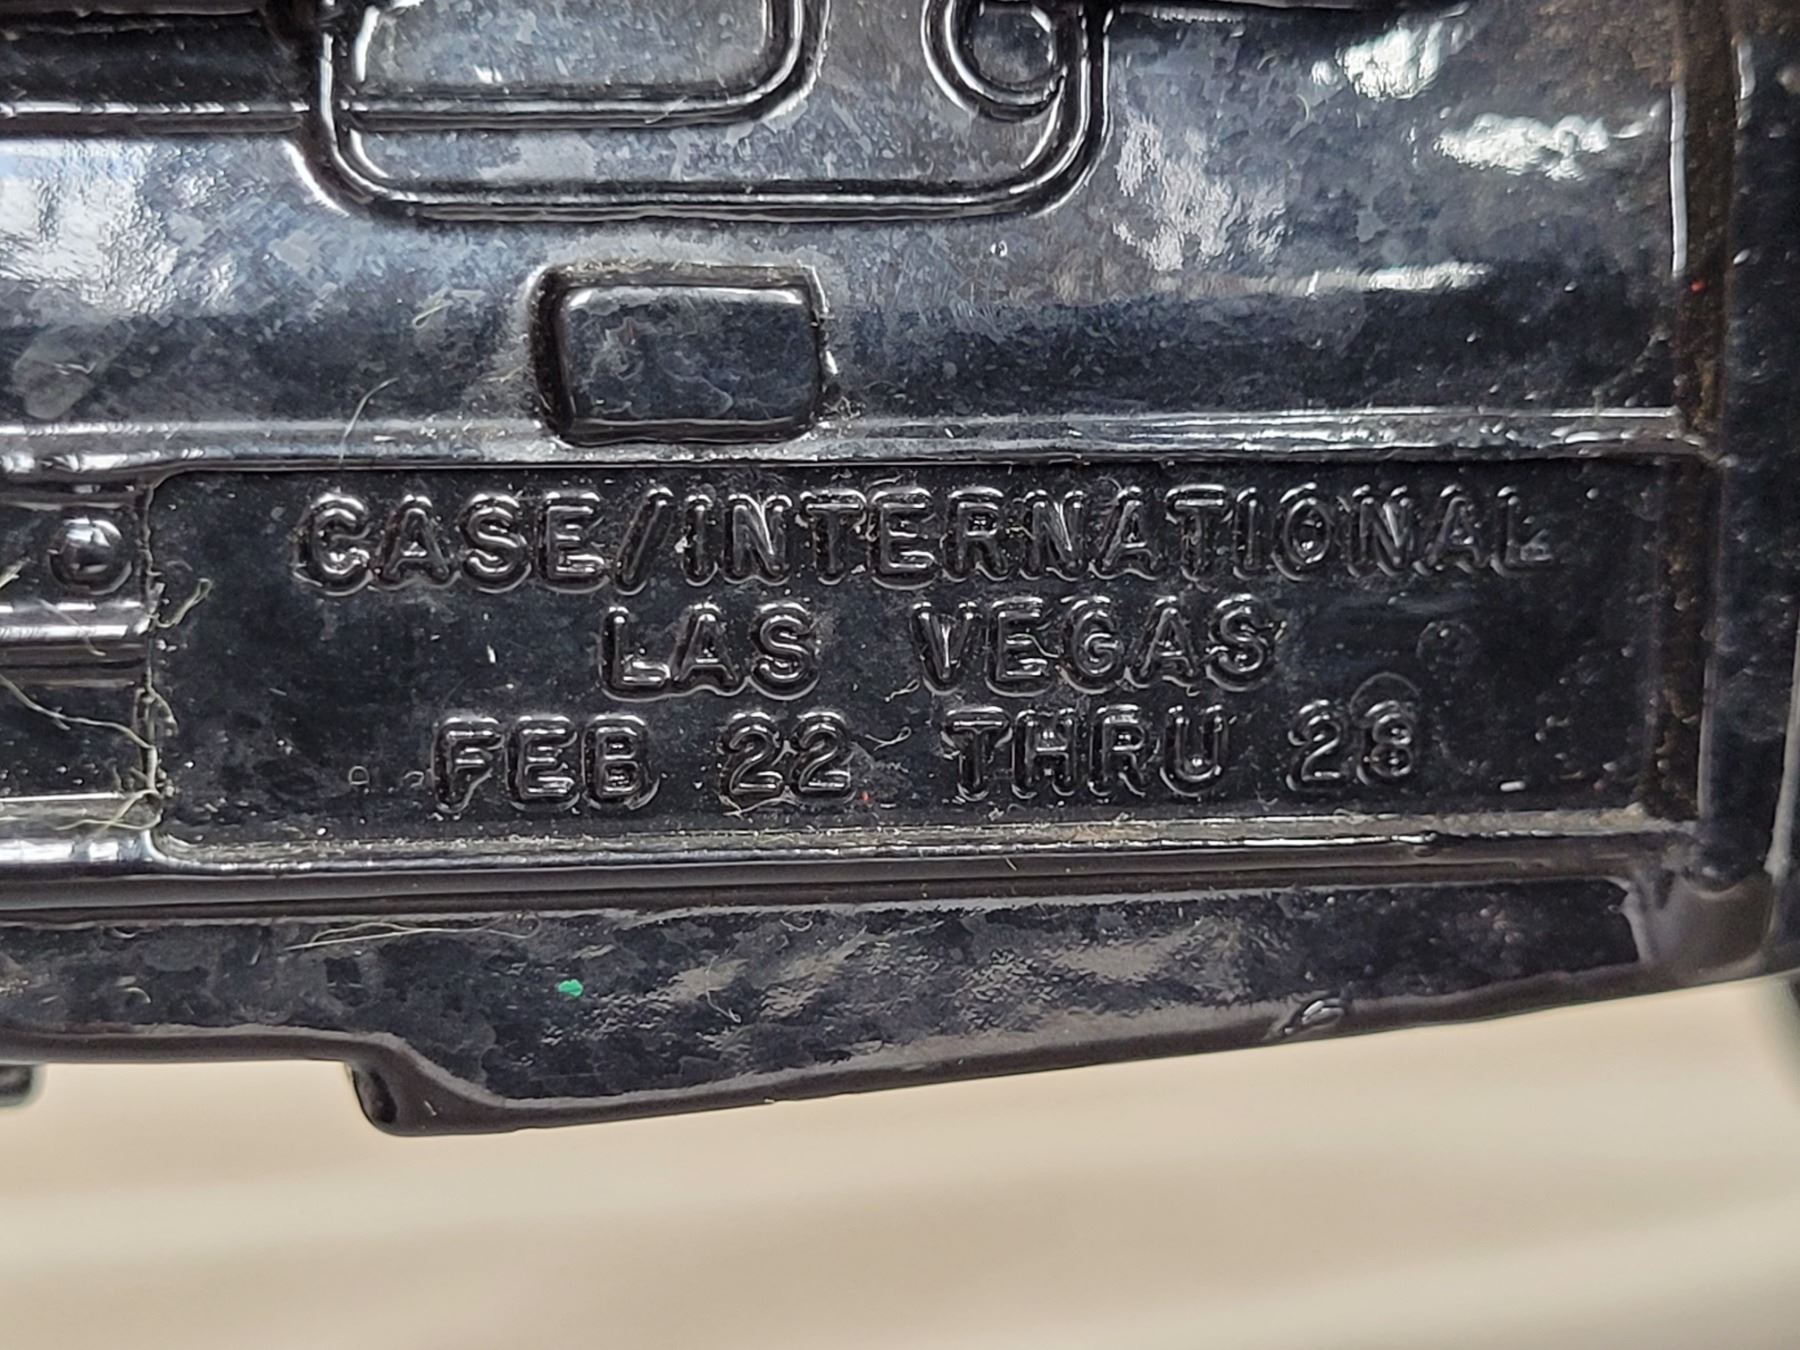 CASE/INTERNATIONAL
LAS VEGAS
FEB 22 THRU 28